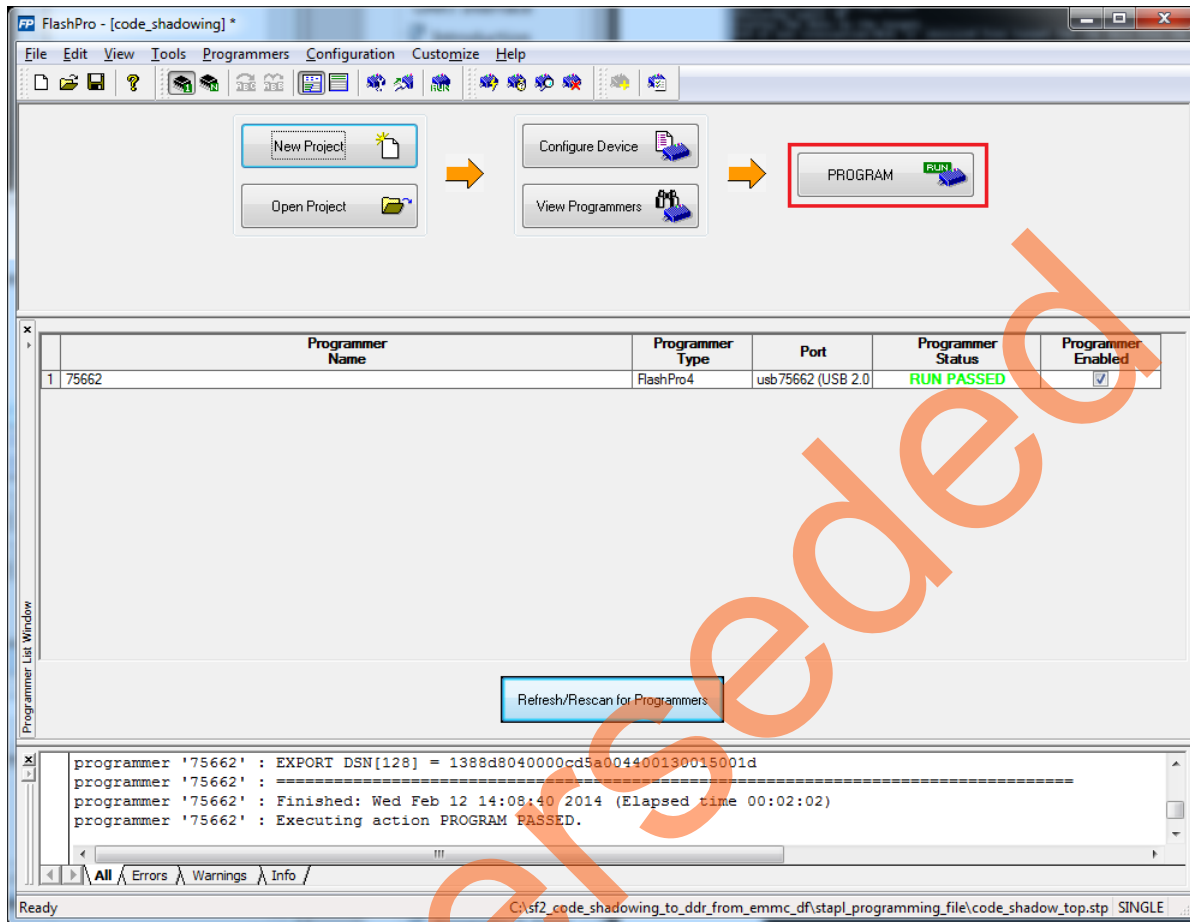 FlashPro - [code_shadowing] *
File Edit View Tools Programmers Configuration Customize Help
New Project
Open Project
Configure Device
View Programmers
PROGRAM
RUN
Programmer Name Programmer Type Port Programmer Status Programmer Enabled
1 75662 FlashPro4 usb75662 (USB 2.0 RUN PASSED
Programmer List Window
Refresh/Rescan for Programmers
programmer '75662' : EXPORT DSN[128] = 1388d8040000cd5a004400130015001d
programmer '75662' : =======================================================================
programmer '75662' : Finished: Wed Feb 12 14:08:40 2014 (Elapsed time 00:02:02)
programmer '75662' : Executing action PROGRAM PASSED.
All Errors Warnings Info
Ready C:\sf2_code_shadowing_to_ddr_from_emmc_df\stapl_programming_file\code_shadow_top.stp SINGLE
erseded